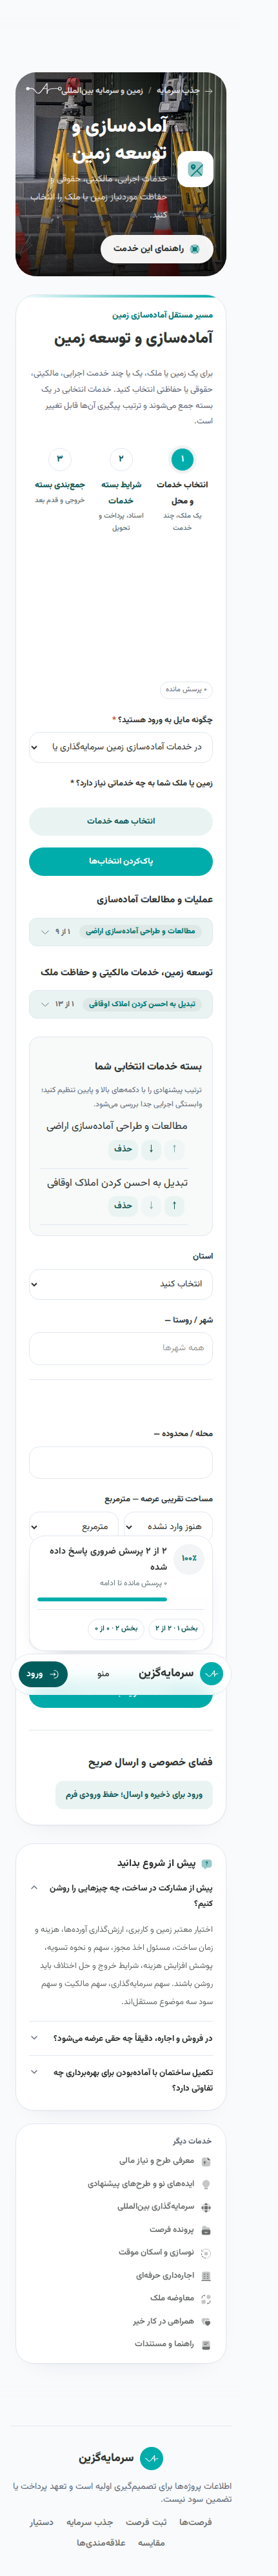 → جذب سرمایه / زمین و سرمایه بین‌المللی
آماده‌سازی و
توسعه زمین
خدمات اجرایی، مالکیتی، حقوقی و
حفاظت موردنیاز زمین یا ملک را انتخاب
کنید.
راهنمای این خدمت
مسیر مستقل آماده‌سازی زمین
آماده‌سازی و توسعه زمین
برای یک زمین یا ملک، یک یا چند خدمت اجرایی، مالکیتی،
حقوقی یا حفاظتی انتخاب کنید. خدمات انتخابی در یک
بسته جمع می‌شوند و ترتیب پیگیری آن‌ها قابل تغییر
است.
۱
انتخاب خدمات
و محل
یک ملک، چند
خدمت
۲
شرایط بسته
خدمات
اسناد، پرداخت و
تحویل
۳
جمع‌بندی بسته
خروجی و قدم بعد
۰ پرسش مانده
چگونه مایل به ورود هستید؟ *
در خدمات آماده‌سازی زمین سرمایه‌گذاری یا
زمین یا ملک شما به چه خدماتی نیاز دارد؟ *
انتخاب همه خدمات
پاک‌کردن انتخاب‌ها
عملیات و مطالعات آماده‌سازی
مطالعات و طراحی آماده‌سازی اراضی
۱ از ۹
توسعه زمین، خدمات مالکیتی و حفاظت ملک
تبدیل به احسن کردن املاک اوقافی
۱ از ۱۳
بسته خدمات انتخابی شما
ترتیب پیشنهادی را با دکمه‌های بالا و پایین تنظیم کنید؛
وابستگی اجرایی جدا بررسی می‌شود.
مطالعات و طراحی آماده‌سازی اراضی
↑ ↓ حذف
تبدیل به احسن کردن املاک اوقافی
↑ ↓ حذف
استان
انتخاب کنید
شهر / روستا —
همه شهرها
محله / محدوده —
مساحت تقریبی عرصه — مترمربع
هنوز وارد نشده
مترمربع
۱۰۰٪
۲ از ۲ پرسش ضروری پاسخ داده
شده
۰ پرسش مانده تا ادامه
بخش ۱ · ۲ از ۲
بخش ۲ · ۰ از ۰
سرمایه‌گزین
منو
ورود
فضای خصوصی و ارسال صریح
ورود برای ذخیره و ارسال؛ حفظ ورودی فرم
پیش از شروع بدانید
پیش از مشارکت در ساخت، چه چیزهایی را روشن
کنیم؟
اختیار معتبر زمین و کاربری، ارزش‌گذاری آورده‌ها، هزینه و
زمان ساخت، مسئول اخذ مجوز، سهم و نحوه تسویه،
پوشش افزایش هزینه، شرایط خروج و حل اختلاف باید
روشن باشند. سهم سرمایه‌گذاری، سهم مالکیت و سهم
سود سه موضوع مستقل‌اند.
در فروش و اجاره، دقیقاً چه حقی عرضه می‌شود؟
تکمیل ساختمان با آماده‌بودن برای بهره‌برداری چه
تفاوتی دارد؟
خدمات دیگر
معرفی طرح و نیاز مالی
ایده‌های نو و طرح‌های پیشنهادی
سرمایه‌گذاری بین‌المللی
پرونده فرصت
نوسازی و اسکان موقت
اجاره‌داری حرفه‌ای
معاوضه ملک
همراهی در کار خیر
راهنما و مستندات
سرمایه‌گزین
اطلاعات پروژه‌ها برای تصمیم‌گیری اولیه است و تعهد پرداخت یا
تضمین سود نیست.
فرصت‌ها ثبت فرصت جذب سرمایه دستیار
مقایسه علاقه‌مندی‌ها